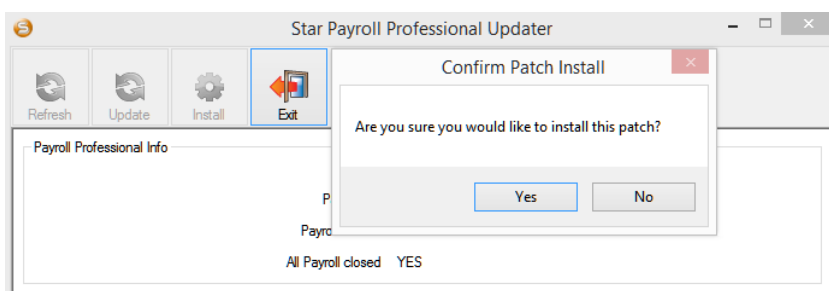 Star Payroll Professional Updater
Confirm Patch Install
Refresh Update Install Exit
Are you sure you would like to install this patch?
Payroll Professional Info
Yes No
All Payroll closed YES